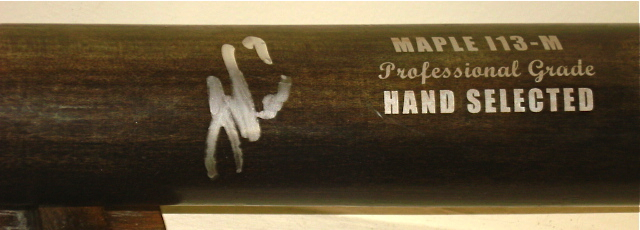 MAPLE I13-M
Professional Grade
HAND SELECTED